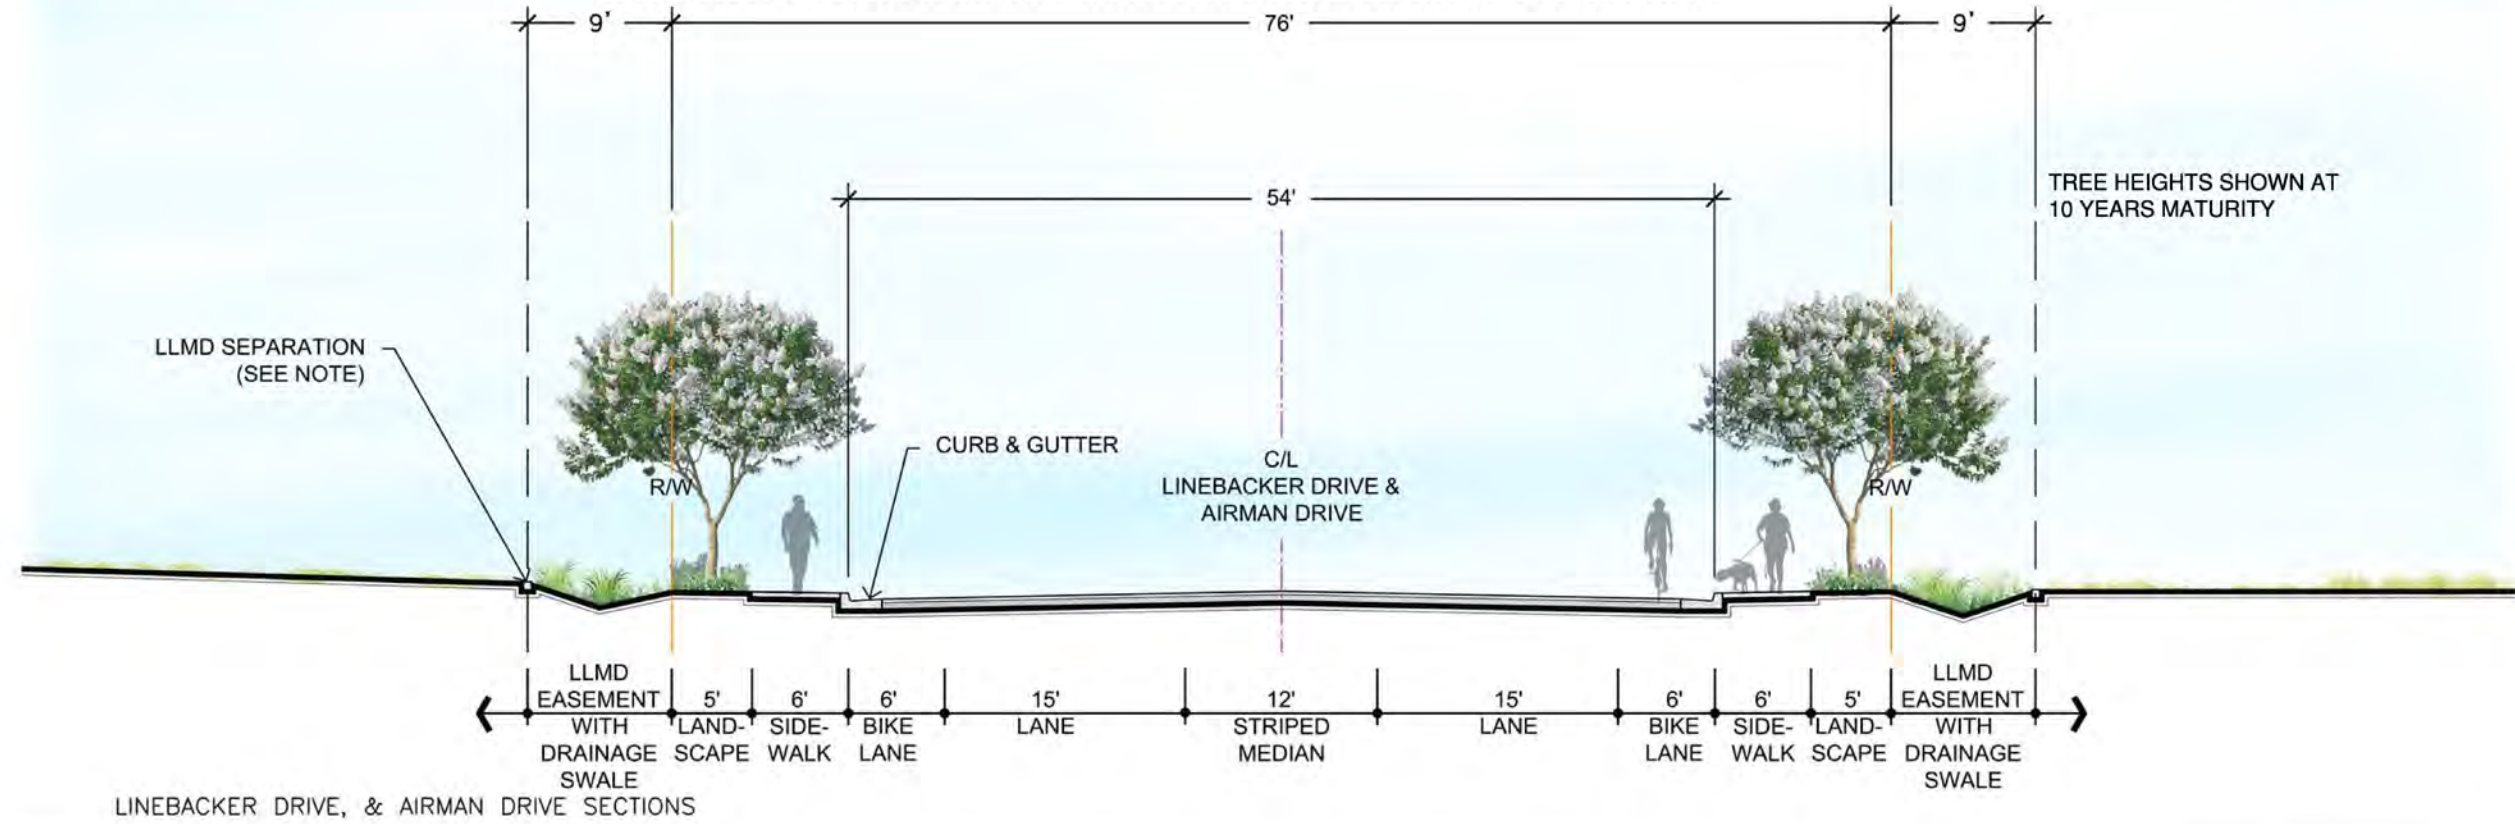 9'
76'
9'
54'
TREE HEIGHTS SHOWN AT
10 YEARS MATURITY
LLMD SEPARATION
(SEE NOTE)
CURB & GUTTER
C/L
LINEBACKER DRIVE &
AIRMAN DRIVE
R/W
R/W
LLMD
EASEMENT
WITH
DRAINAGE
SWALE
5'
LAND-
SCAPE
6'
SIDE-
WALK
6'
BIKE
LANE
15'
LANE
12'
STRIPED
MEDIAN
15'
LANE
6'
BIKE
LANE
6'
SIDE-
WALK
5'
LAND-
SCAPE
LLMD
EASEMENT
WITH
DRAINAGE
SWALE
LINEBACKER DRIVE, & AIRMAN DRIVE SECTIONS